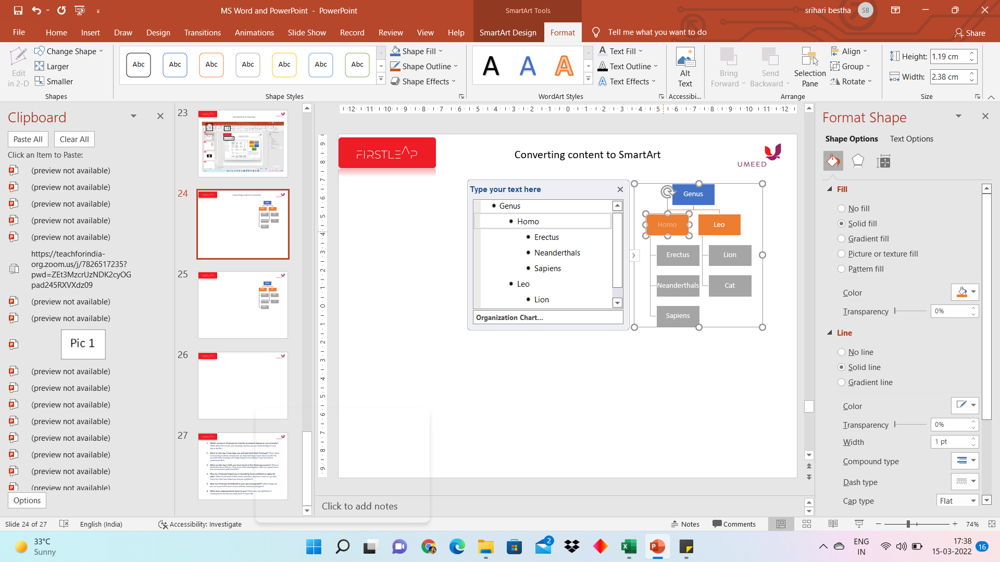 MS Word and PowerPoint - PowerPoint
SmartArt Tools
srihari bestha
SB
File
Home
Insert
Draw
Design
Transitions
Animations
Slide Show
Record
Review
View
Help
SmartArt Design
Format
Tell me what you want to do
Share
Edit
in 2-D
Change Shape
Larger
Smaller
Shapes
Abc
Abc
Abc
Abc
Abc
Abc
Abc
Shape Fill
Shape Outline
Shape Effects
Shape Styles
A
A
A
Text Fill
Text Outline
Text Effects
WordArt Styles
Alt
Text
Accessibi...
Bring
Forward
Send
Backward
Selection
Pane
Align
Group
Rotate
Arrange
Height:
1.19 cm
Width:
2.38 cm
Size
Clipboard
Paste All
Clear All
Click an Item to Paste:
(preview not available)
(preview not available)
(preview not available)
(preview not available)
(preview not available)
https://teachforindia-
org.zoom.us/j/7826517235?
pwd=ZEt3MzcrUzNDK2cyOG
pad245RXVXdz09
(preview not available)
(preview not available)
Pic 1
(preview not available)
(preview not available)
(preview not available)
(preview not available)
(preview not available)
(preview not available)
(preview not available)
(preview not available)
Options
23
Introduction to SmartArt
24
Converting content to SmartArt
25
26
27
FIRSTLEAP
Converting content to SmartArt
UMEED
Type your text here
Genus
Homo
Erectus
Neanderthals
Sapiens
Leo
Lion
Organization Chart...
Genus
Homo
Leo
Erectus
Lion
Neanderthals
Cat
Sapiens
Click to add notes
Format Shape
Shape Options
Text Options
Fill
No fill
Solid fill
Gradient fill
Picture or texture fill
Pattern fill
Color
Transparency
0%
Line
No line
Solid line
Gradient line
Color
Transparency
0%
Width
1 pt
Compound type
Dash type
Cap type
Flat
Slide 24 of 27
English (India)
Accessibility: Investigate
Notes
Comments
74%
33°C
Sunny
2
ENG
IN
17:38
15-03-2022
16